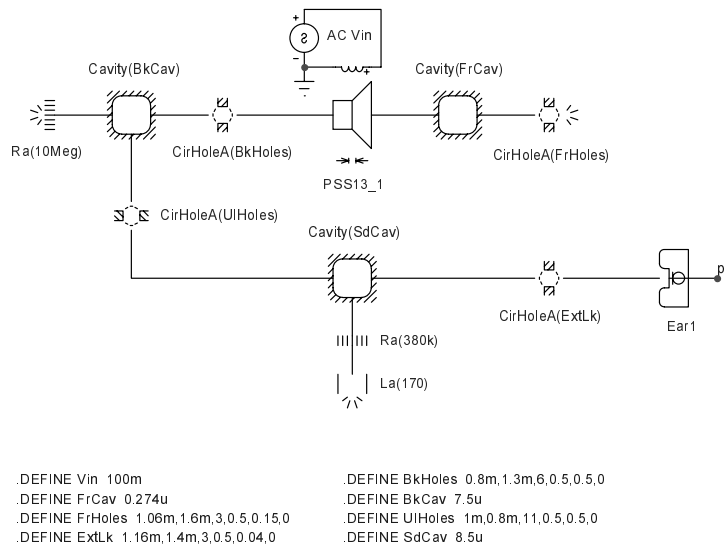 AC Vin
Cavity(BkCav)
Cavity(FrCav)
Ra(10Meg)
CirHoleA(BkHoles)
CirHoleA(FrHoles)
PSS13_1
CirHoleA(UlHoles)
Cavity(SdCav)
p
CirHoleA(ExtLk)
Ear1
Ra(380k)
La(170)
.DEFINE Vin 100m
.DEFINE FrCav 0.274u
.DEFINE FrHoles 1.06m,1.6m,3,0.5,0.15,0
.DEFINE ExtLk 1.16m,1.4m,3,0.5,0.04,0
.DEFINE BkHoles 0.8m,1.3m,6,0.5,0.5,0
.DEFINE BkCav 7.5u
.DEFINE UlHoles 1m,0.8m,11,0.5,0.5,0
.DEFINE SdCav 8.5u